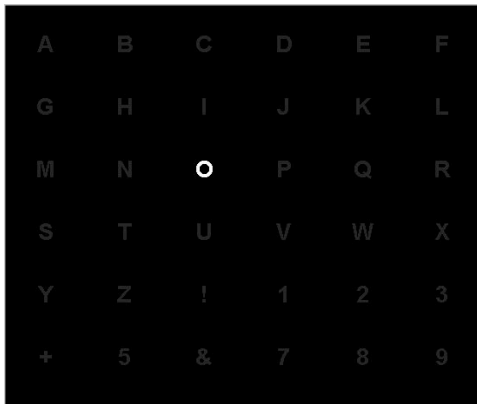 A B C D E F
G H I J K L
M N O P Q R
S T U V W X
Y Z ! 1 2 3
+ 5 & 7 8 9